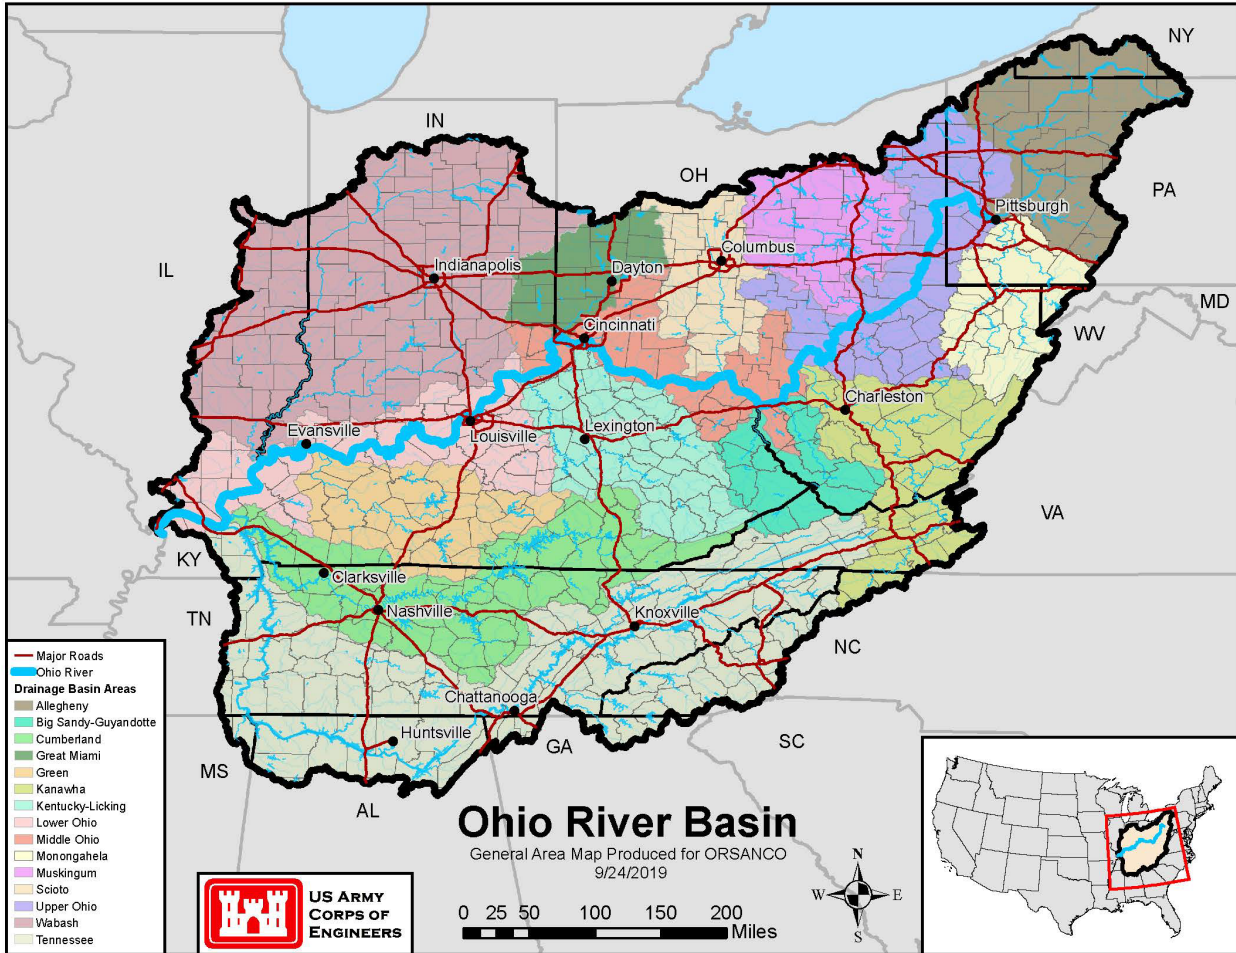 NY
IN
OH
PA
Pittsburgh
Columbus
IL
Indianapolis
Dayton
MD
Cincinnati
WV
Charleston
Evansville
Louisville
Lexington
VA
KY
Clarksville
TN
Nashville
Knoxville
NC
Chattanooga
Huntsville
GA
SC
MS
AL
Major Roads
Ohio River
Drainage Basin Areas
Allegheny
Big Sandy-Guyandotte
Cumberland
Great Miami
Green
Kanawha
Kentucky-Licking
Lower Ohio
Middle Ohio
Monongahela
Muskingum
Scioto
Upper Ohio
Wabash
Tennessee
Ohio River Basin
General Area Map Produced for ORSANCO
9/24/2019
US ARMY
CORPS OF
ENGINEERS
0 25 50 100 150 200
Miles
N
W E
S